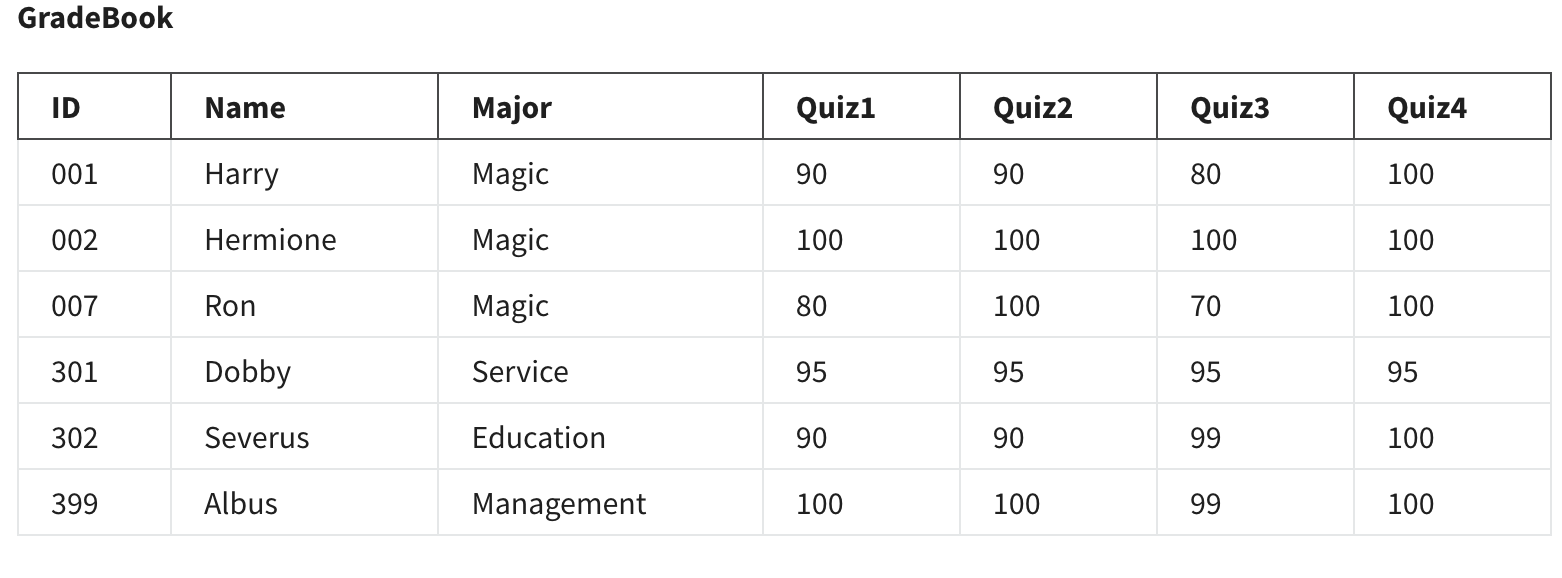 GradeBook
ID Name Major Quiz1 Quiz2 Quiz3 Quiz4
001 Harry Magic 90 90 80 100
002 Hermione Magic 100 100 100 100
007 Ron Magic 80 100 70 100
301 Dobby Service 95 95 95 95
302 Severus Education 90 90 99 100
399 Albus Management 100 100 99 100